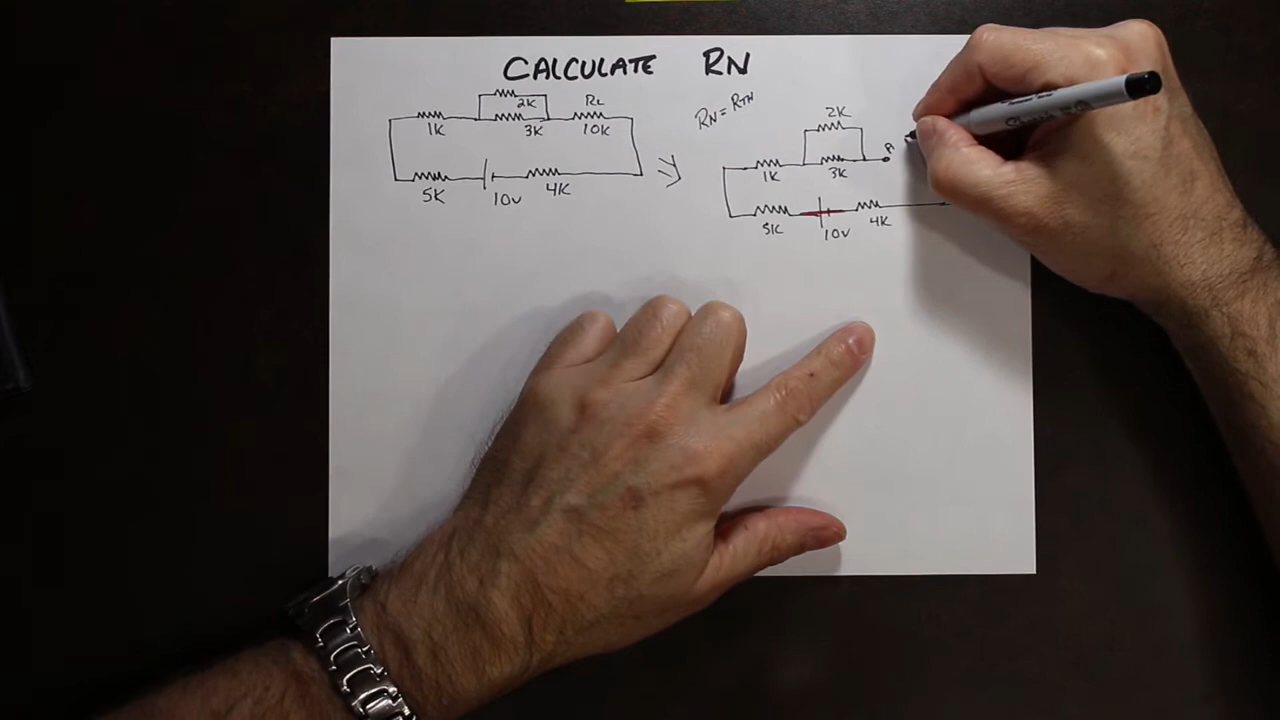 CALCULATE RN
2K
1K
3K
RL
10K
5K
10V
4K
RN = RTH
2K
1K
3K
A
5K
10V
4K